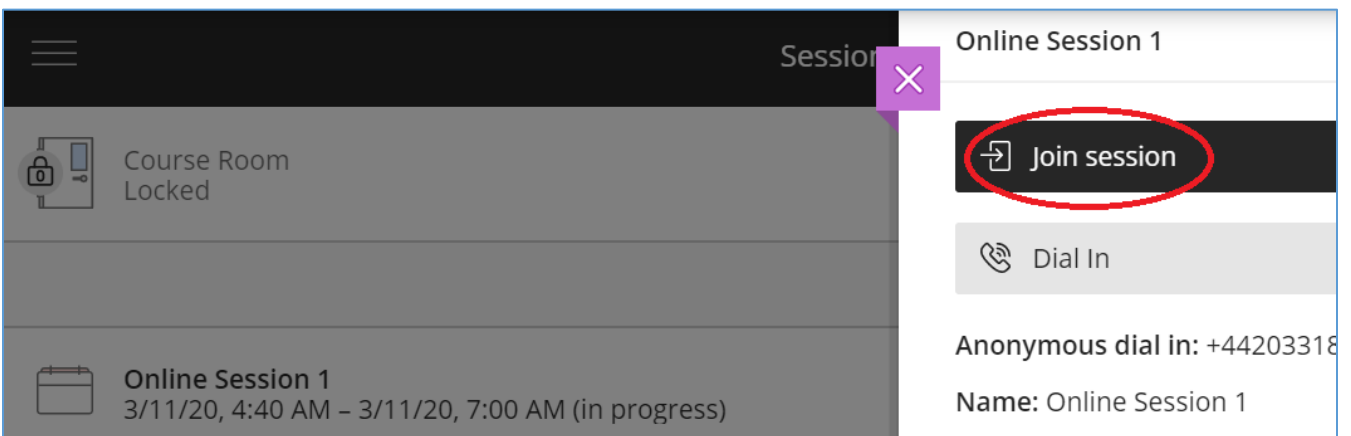 Session
Course Room
Locked
Online Session 1
3/11/20, 4:40 AM – 3/11/20, 7:00 AM (in progress)
Online Session 1
Join session
Dial In
Anonymous dial in: +44203318
Name: Online Session 1